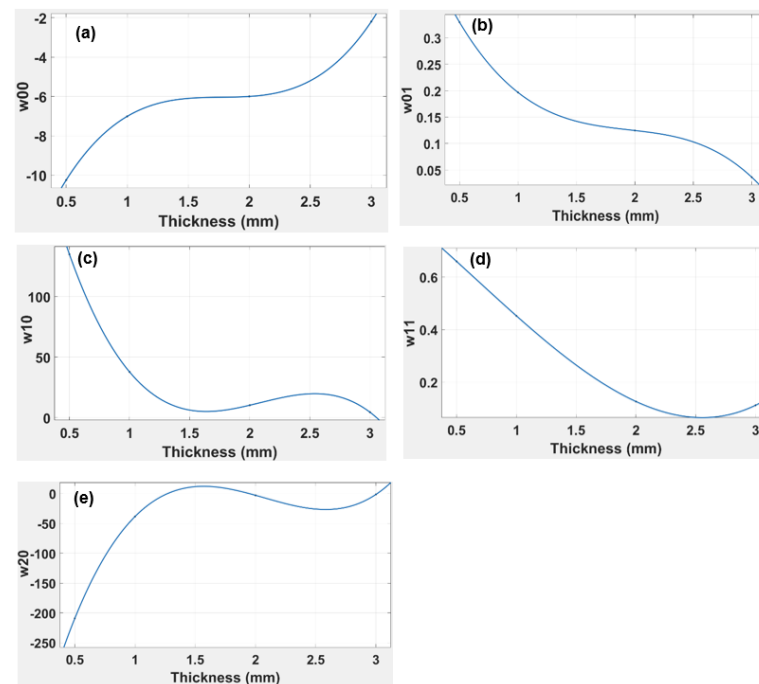 (a)
-2
-4
-6
-8
-10
w00
0.5 1 1.5 2 2.5 3
Thickness (mm)
(b)
0.3
0.25
0.2
0.15
0.1
0.05
w01
0.5 1 1.5 2 2.5 3
Thickness (mm)
(c)
100
50
0
w10
0.5 1 1.5 2 2.5 3
Thickness (mm)
(d)
0.6
0.4
0.2
w11
0.5 1 1.5 2 2.5 3
Thickness (mm)
(e)
0
-50
-100
-150
-200
-250
w20
0.5 1 1.5 2 2.5 3
Thickness (mm)